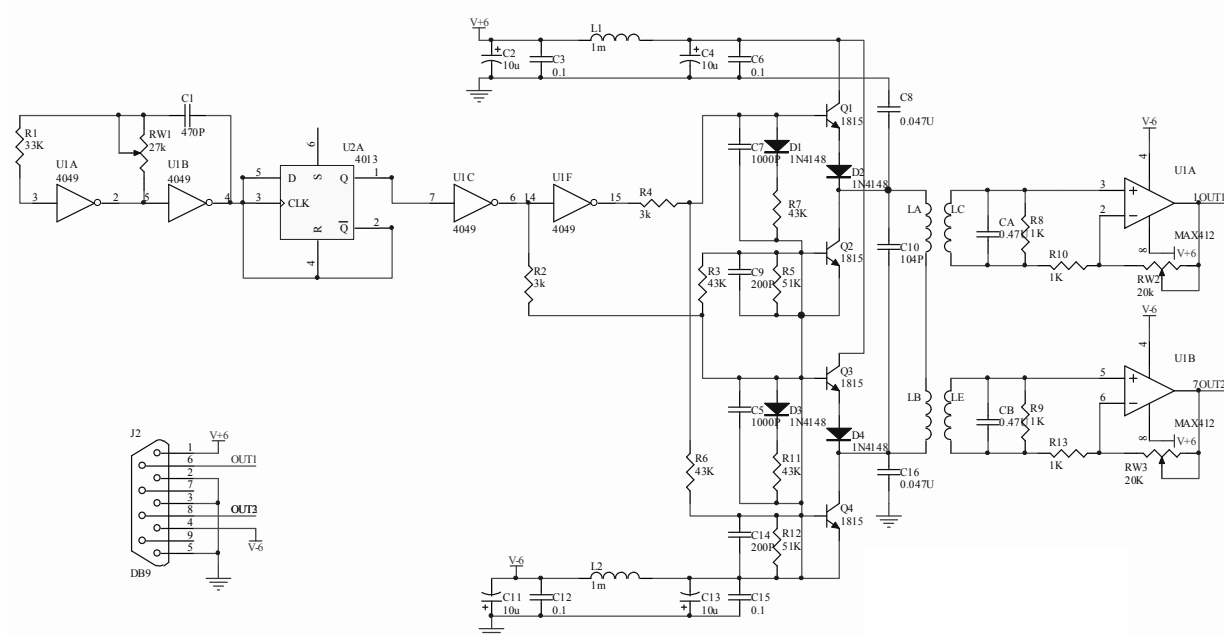 V+6
L1
1m
C2
10u
C3
0.1
C4
10u
C6
0.1
C1
470P
R1
33K
RW1
27k
U1A
4049
3
2
U1B
4049
5
4
U2A
4013
6
5
D
S
Q
1
3
CLK
Q
2
R
4
U1C
7
6
4049
U1F
14
15
4049
R4
3k
R2
3k
Q1
1815
C8
0.047U
C7
1000P
D1
1N4148
D2
1N4148
R7
43K
Q2
1815
C10
104P
R3
43K
C9
200P
R5
51K
LA
LC
CA
0.47U
R8
1K
R10
1K
V-6
4
U1A
3
2
1
OUT1
MAX412
8
V+6
RW2
20k
Q3
1815
C5
1000P
D3
1N4148
D4
1N4148
R6
43K
R11
43K
C16
0.047U
Q4
1815
C14
200P
R12
51K
LB
LE
CB
0.47U
R9
1K
R13
1K
V-6
4
U1B
5
6
7
OUT2
MAX412
8
V+6
RW3
20K
J2
V+6
1
6
OUT1
2
7
3
8
OUT2
4
9
V-6
5
DB9
V-6
L2
1m
C11
10u
C12
0.1
C13
10u
C15
0.1